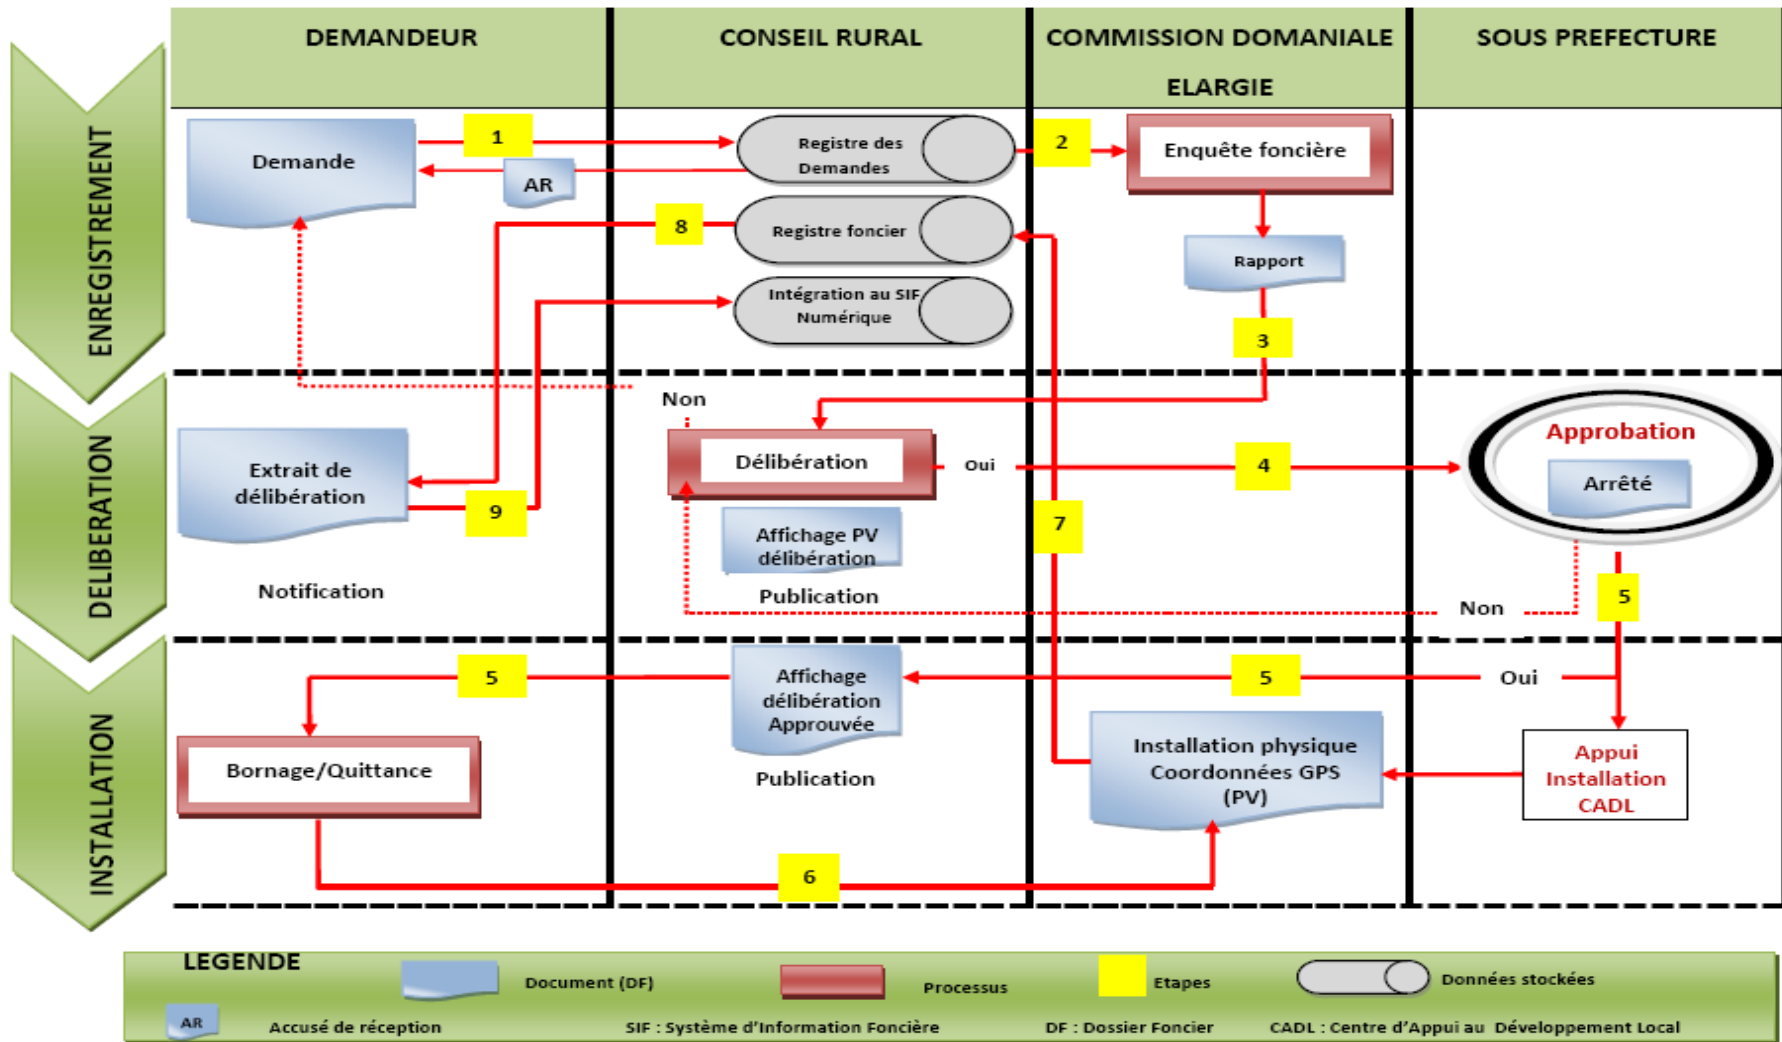 DEMANDEUR
CONSEIL RURAL
COMMISSION DOMANIALE
ELARGIE
SOUS PREFECTURE
ENREGISTREMENT
Demande
1
AR
Registre des
Demandes
2
Enquête foncière
8
Registre foncier
Rapport
Intégration au SIF
Numérique
3
DELIBERATION
Non
Extrait de
délibération
9
Notification
Délibération
Oui
4
Approbation
Arrêté
Affichage PV
délibération
Publication
7
Non
5
INSTALLATION
5
Affichage
délibération
Approuvée
Publication
5
Oui
Bornage/Quittance
Installation physique
Coordonnées GPS
(PV)
Appui
Installation
CADL
6
LEGENDE
Document (DF)
Processus
Etapes
Données stockées
AR
Accusé de réception
SIF : Système d'Information Foncière
DF : Dossier Foncier
CADL : Centre d'Appui au Développement Local